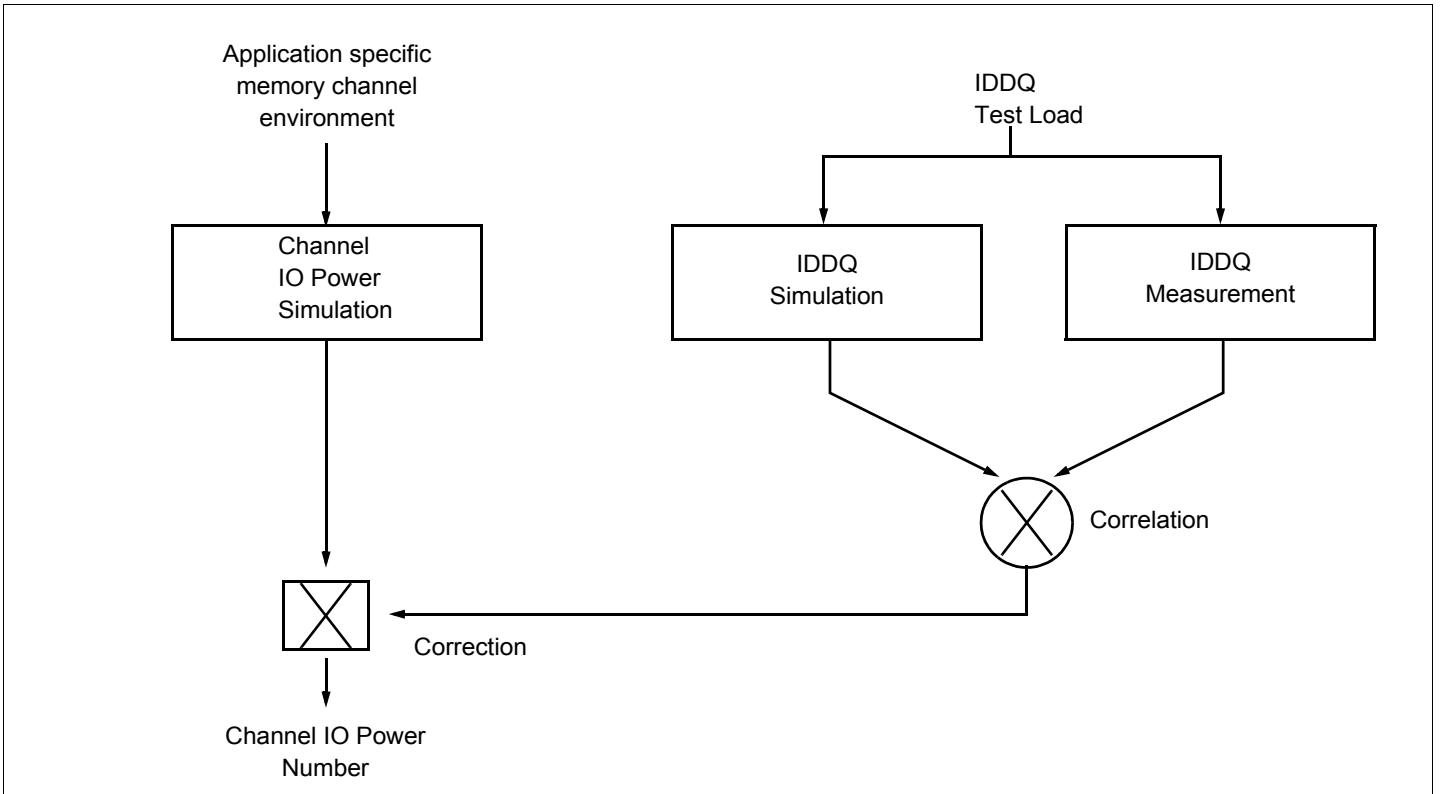 Application specific
memory channel
environment
IDDQ
Test Load
Channel
IO Power
Simulation
IDDQ
Simulation
IDDQ
Measurement
Correlation
Correction
Channel IO Power
Number